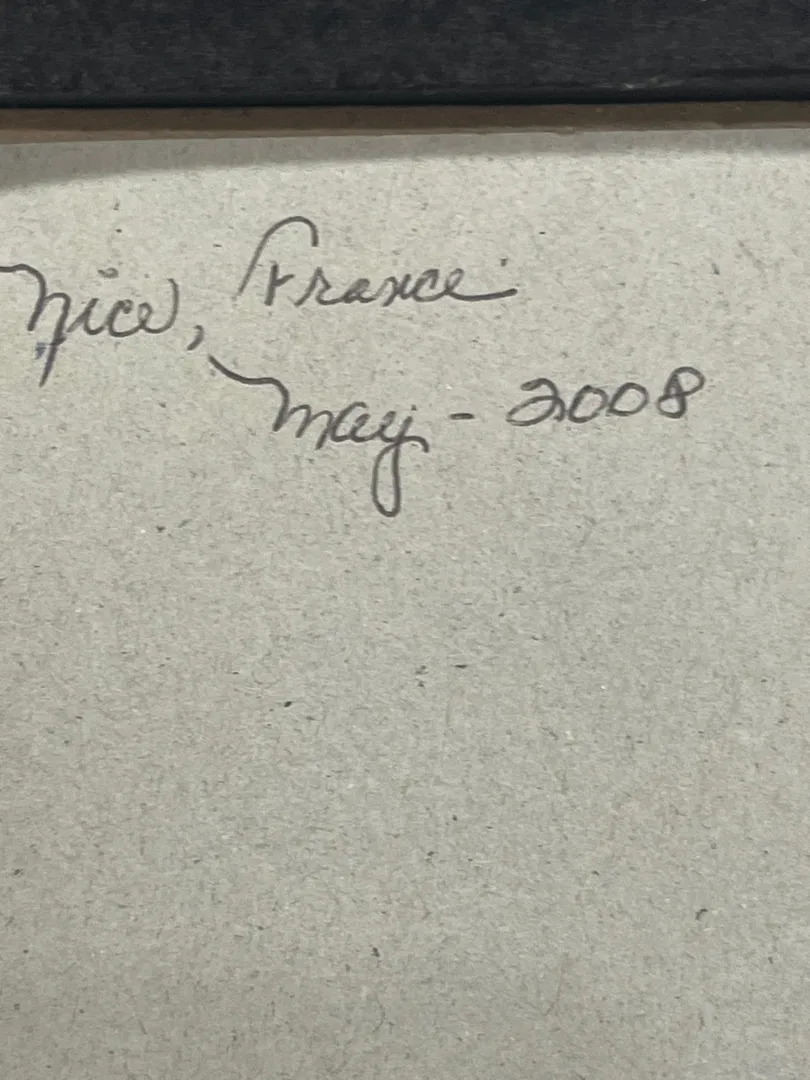 Nice, France
May - 2008